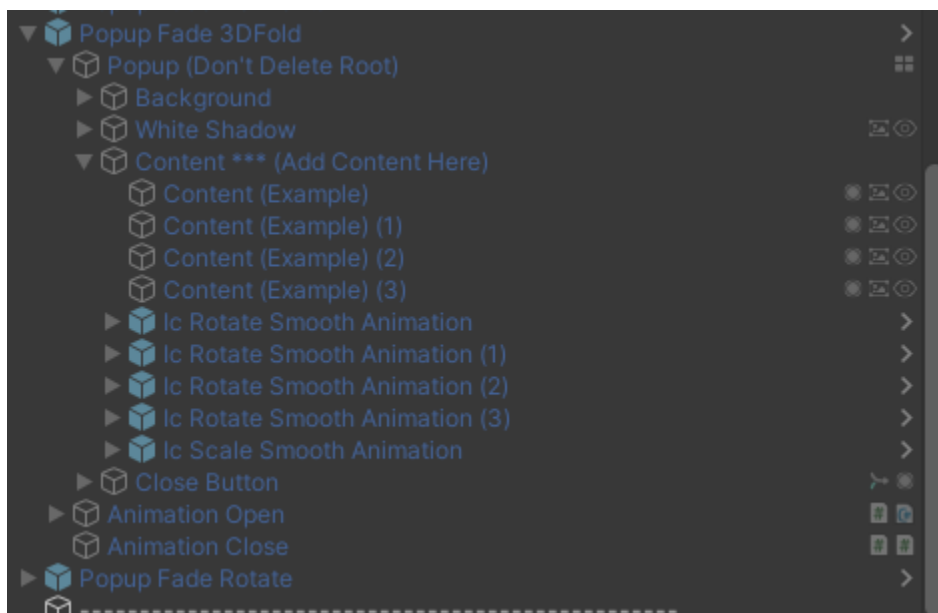 Popup Fade 3DFold
Popup (Don't Delete Root)
Background
White Shadow
Content *** (Add Content Here)
Content (Example)
Content (Example) (1)
Content (Example) (2)
Content (Example) (3)
Ic Rotate Smooth Animation
Ic Rotate Smooth Animation (1)
Ic Rotate Smooth Animation (2)
Ic Rotate Smooth Animation (3)
Ic Scale Smooth Animation
Close Button
Animation Open
Animation Close
Popup Fade Rotate